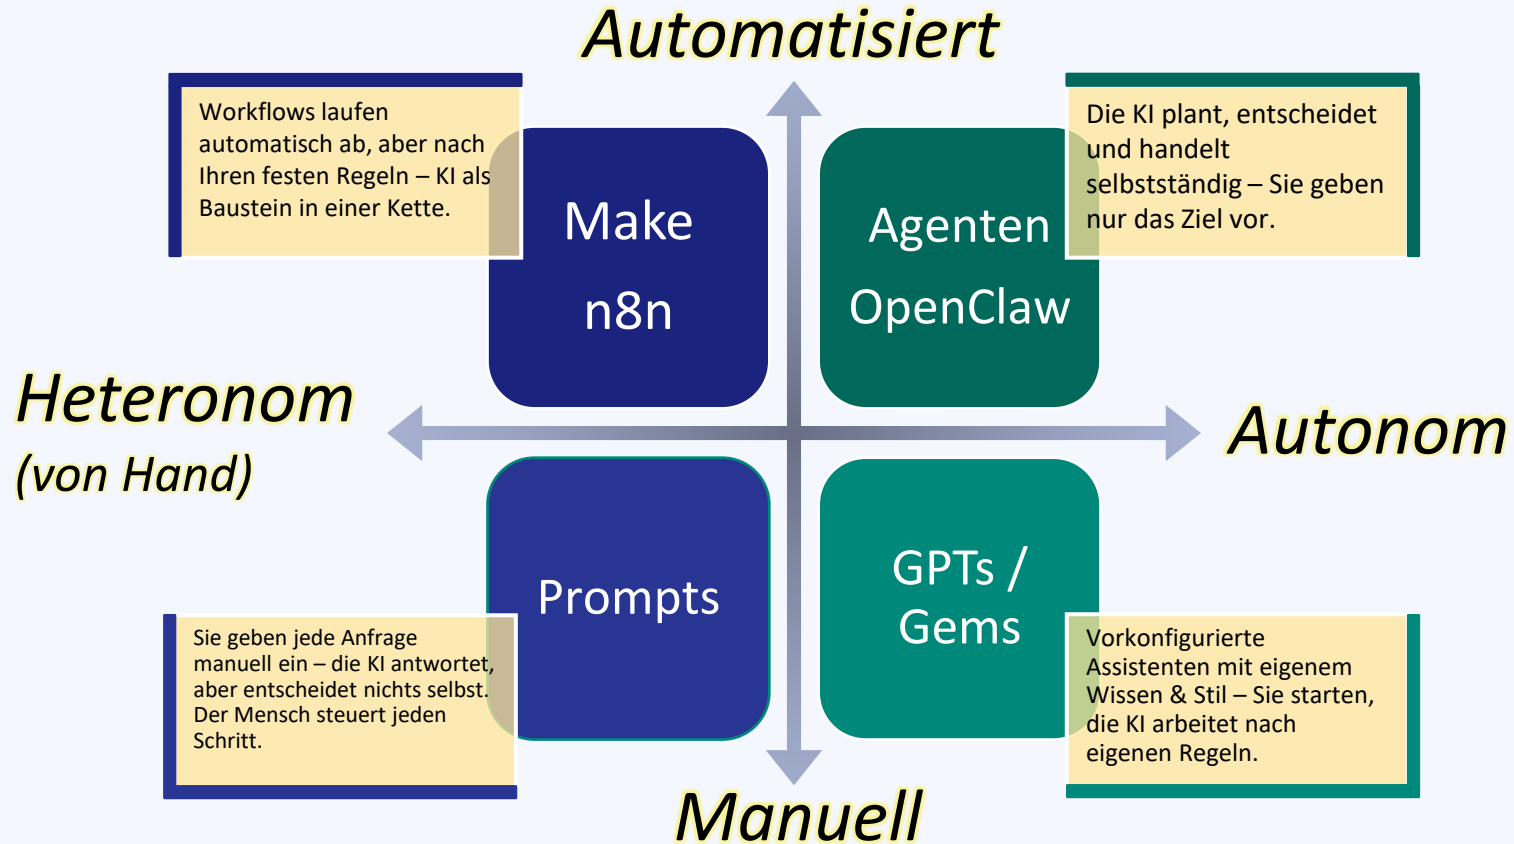 Automatisiert
Workflows laufen
automatisch ab, aber nach
Ihren festen Regeln – KI als
Baustein in einer Kette.
Make
n8n
Agenten
OpenClaw
Die KI plant, entscheidet
und handelt
selbstständig – Sie geben
nur das Ziel vor.
Heteronom
(von Hand)
Autonom
Prompts
Sie geben jede Anfrage
manuell ein – die KI antwortet,
aber entscheidet nichts selbst.
Der Mensch steuert jeden
Schritt.
GPTs /
Gems
Vorkonfigurierte
Assistenten mit eigenem
Wissen & Stil – Sie starten,
die KI arbeitet nach
eigenen Regeln.
Manuell